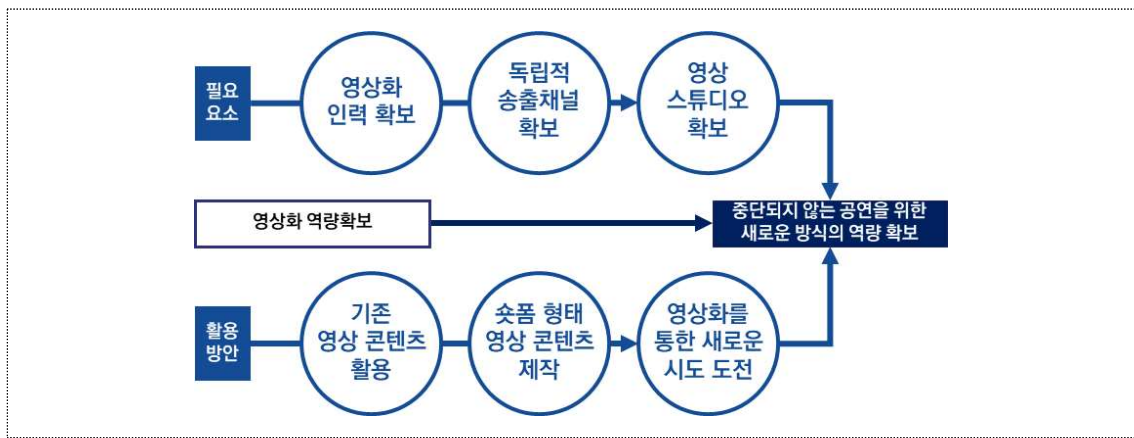 필요
요소
영상화
인력 확보
독립적
송출채널
확보
영상
스튜디오
확보
영상화 역량확보
중단되지 않는 공연을 위한
새로운 방식의 역량 확보
활용
방안
기존
영상 콘텐츠
활용
숏폼 형태
영상 콘텐츠
제작
영상화를
통한 새로운
시도 도전